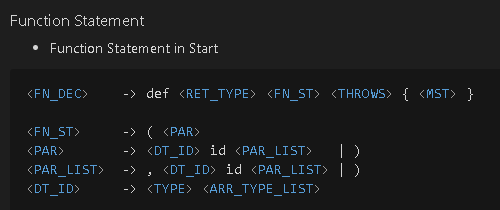 Function Statement
• Function Statement in Start
<FN_DEC> -> def <RET_TYPE> <FN_ST> <THROWS> { <MST> }
<FN_ST> -> ( <PAR>
<PAR> -> <DT_ID> id <PAR_LIST> | )
<PAR_LIST> -> , <DT_ID> id <PAR_LIST> | )
<DT_ID> -> <TYPE> <ARR_TYPE_LIST>